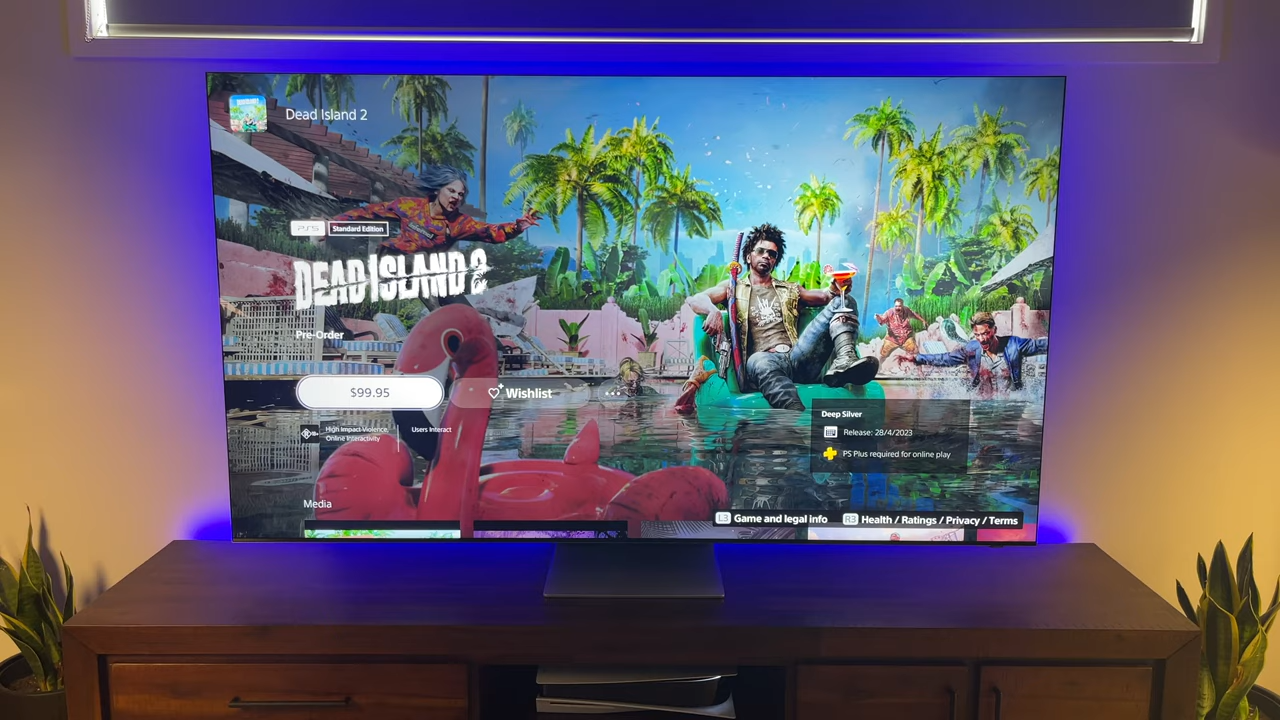 Dead Island 2
PS5 Standard Edition
DEAD ISLAND 2
Pre-Order
$99.95
Wishlist
High Impact Violence,
Online Interactivity
Users Interact
Deep Silver
Release: 28/4/2023
PS Plus required for online play
Media
L3 Game and legal info R3 Health / Ratings / Privacy / Terms